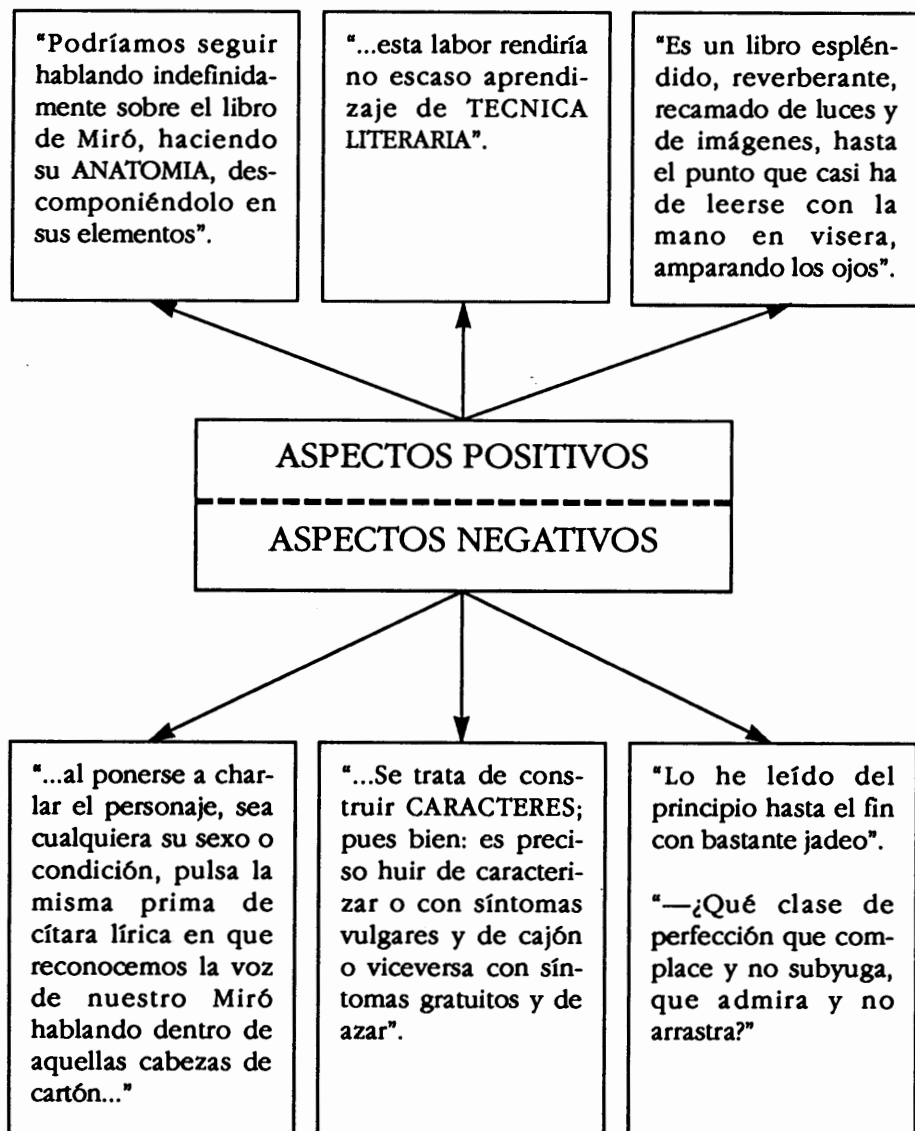 "Podríamos seguir
hablando indefinida-
mente sobre el libro
de Miró, haciendo
su ANATOMIA, des-
componiéndolo en
sus elementos".
"...esta labor rendiría
no escaso aprendi-
zaje de TECNICA
LITERARIA".
"Es un libro esplén-
dido, reverberante,
recamado de luces y
de imágenes, hasta
el punto que casi ha
de leerse con la
mano en visera,
amparando los ojos".
ASPECTOS POSITIVOS
ASPECTOS NEGATIVOS
"...al ponerse a char-
lar el personaje, sea
cualquiera su sexo o
condición, pulsa la
misma prima de
cítara lírica en que
reconocemos la voz
de nuestro Miró
hablando dentro de
aquellas cabezas de
cartón..."
"...Se trata de cons-
truir CARACTERES;
pues bien: es preci-
so huir de caracteri-
zar o con síntomas
vulgares y de cajón
o viceversa con sín-
tomas gratuitos y de
azar".
"Lo he leído del
principio hasta el fin
con bastante jadeo".
"—¿Qué clase de
perfección que com-
place y no subyuga,
que admira y no
arrastra?"